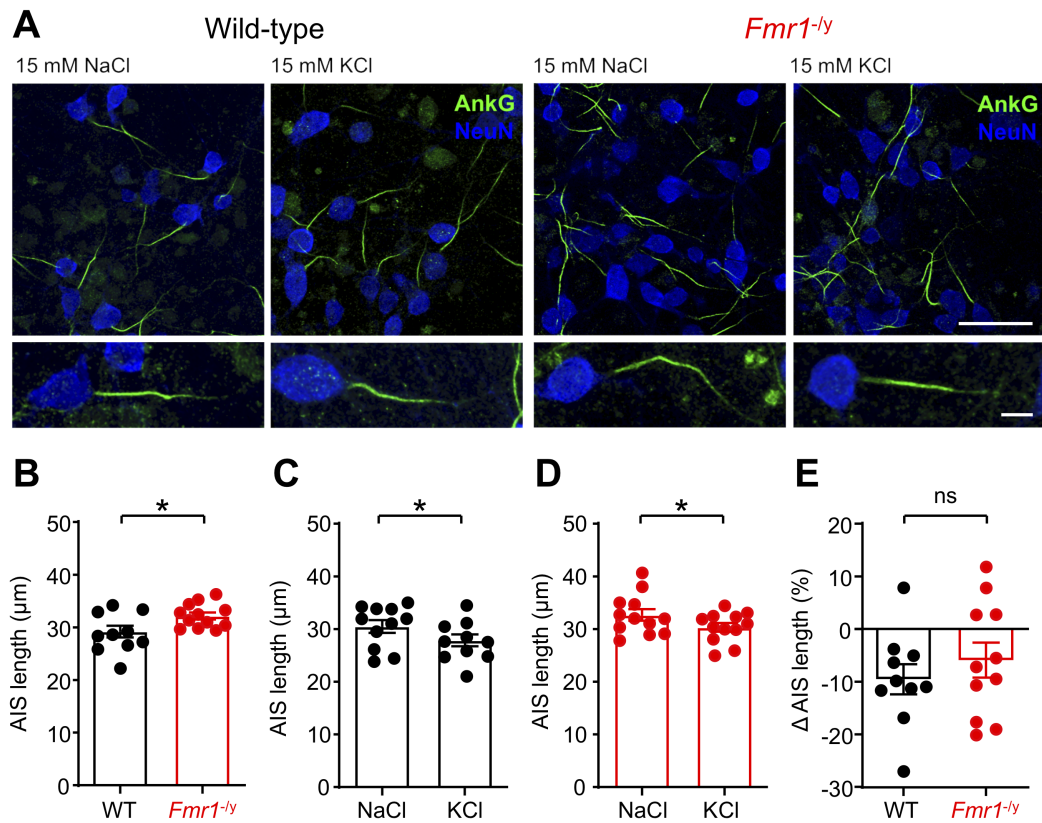 A
Wild-type
Fmr1-/y
15 mM NaCl
15 mM KCl
15 mM NaCl
15 mM KCl
AnkG
NeuN
AnkG
NeuN
B
C
D
E
*
*
*
ns
AIS length (µm)
50
40
30
20
10
0
WT
Fmr1-/y
AIS length (µm)
50
40
30
20
10
0
NaCl
KCl
AIS length (µm)
50
40
30
20
10
0
NaCl
KCl
Δ AIS length (%)
20
10
0
-10
-20
-30
WT
Fmr1-/y